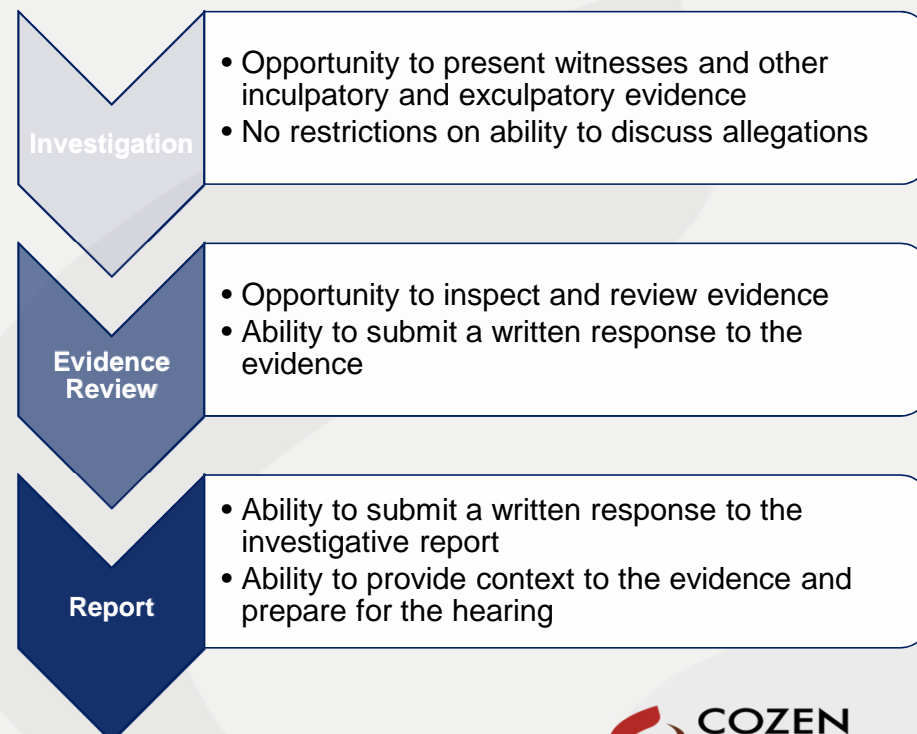 • Opportunity to present witnesses and other
inculpatory and exculpatory evidence
• No restrictions on ability to discuss allegations
Investigation
• Opportunity to inspect and review evidence
• Ability to submit a written response to the
evidence
Evidence
Review
• Ability to submit a written response to the
investigative report
• Ability to provide context to the evidence and
prepare for the hearing
Report
COZEN